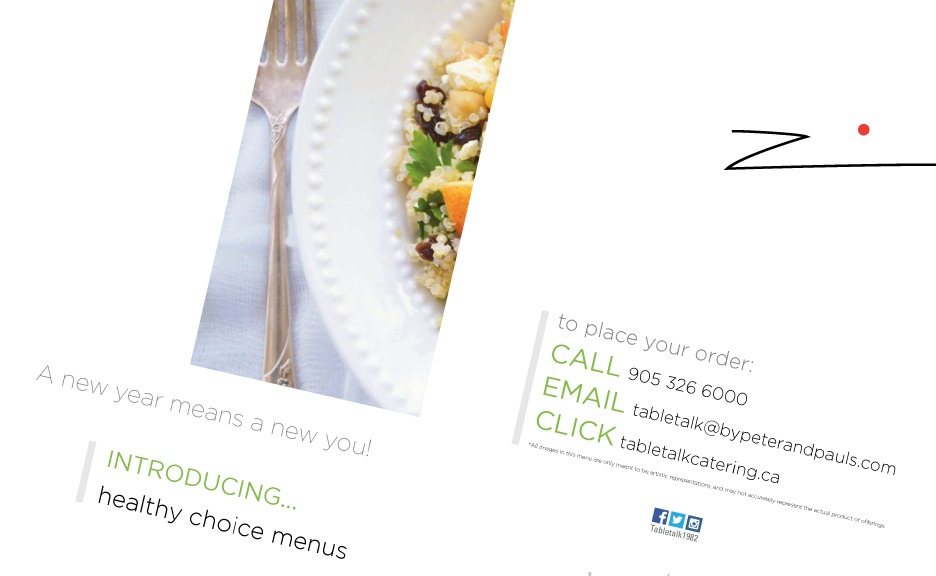 A new year means a new you!
INTRODUCING...
healthy choice menus
to place your order:
CALL 905 326 6000
EMAIL tabletalk@bypeterandpauls.com
CLICK tabletalkcatering.ca
*All images in this menu are only meant to be artistic representations, and may not accurately represent the actual product or offerings
Tabletalk1982